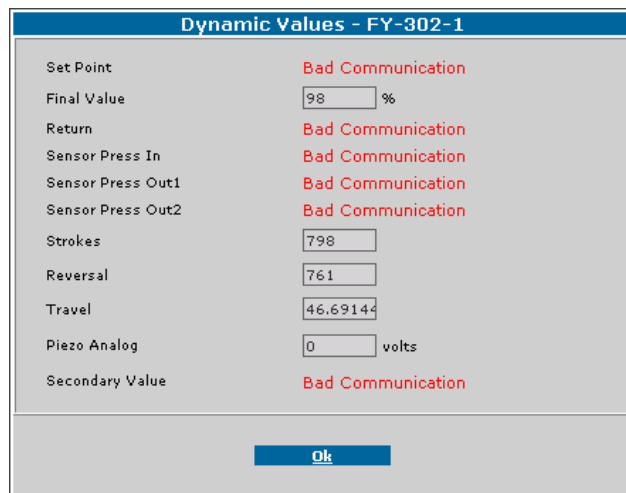 Dynamic Values - FY-302-1
Set Point Bad Communication
Final Value 98 %
Return Bad Communication
Sensor Press In Bad Communication
Sensor Press Out1 Bad Communication
Sensor Press Out2 Bad Communication
Strokes 798
Reversal 761
Travel 46.69144
Piezo Analog 0 volts
Secondary Value Bad Communication
Ok